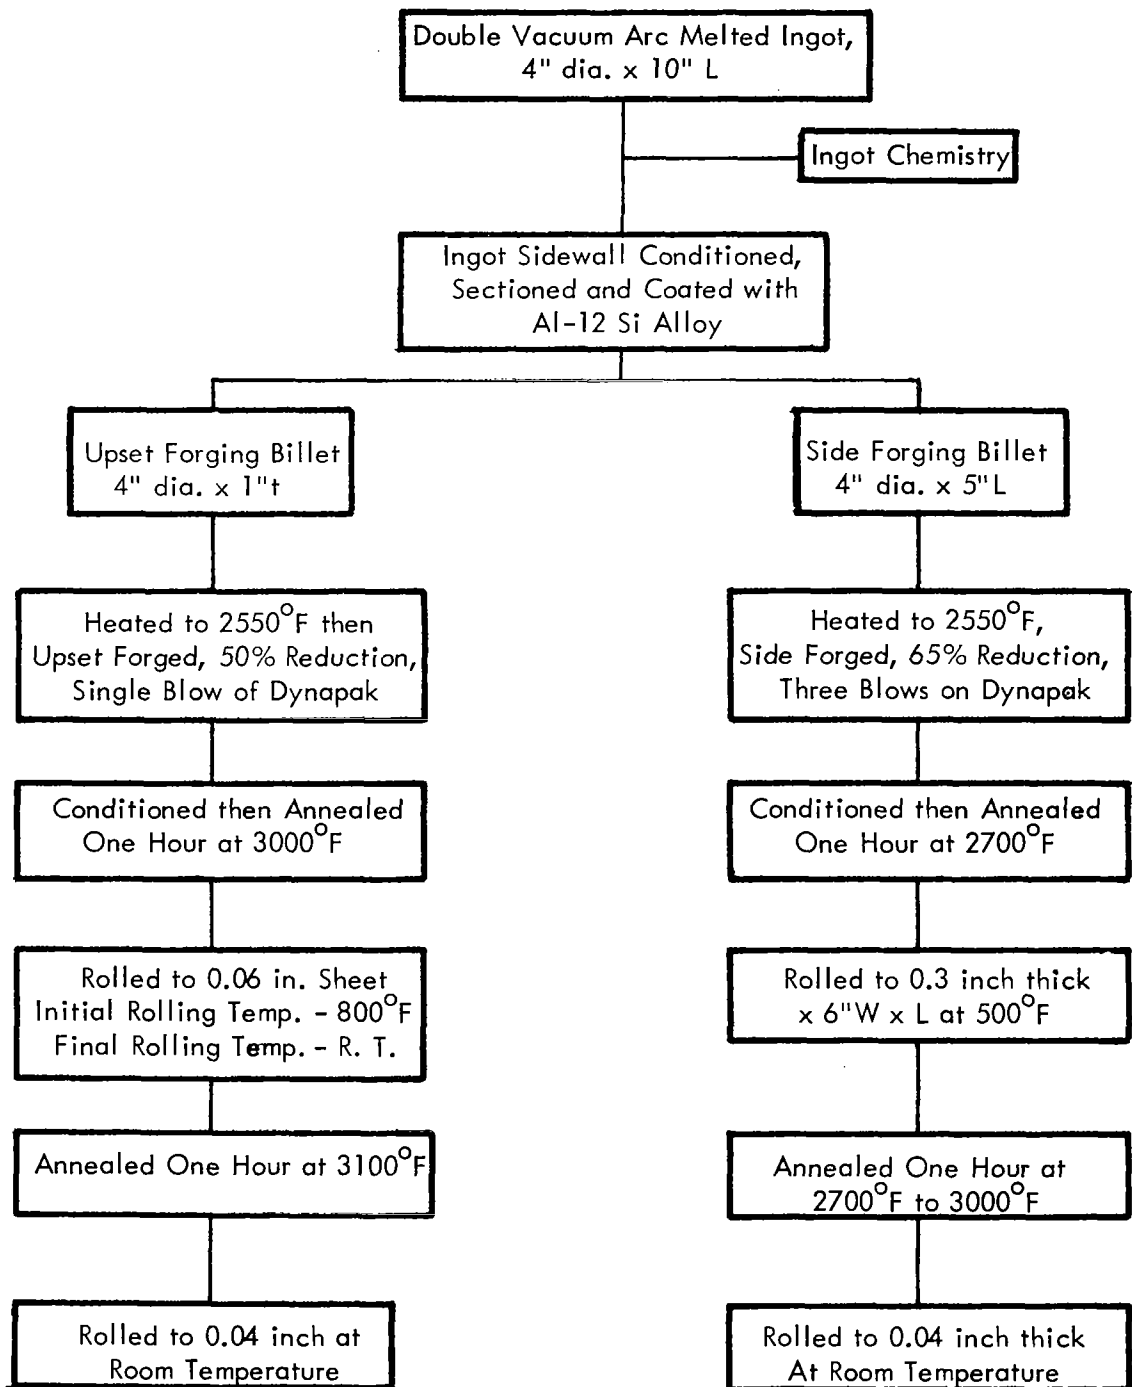 Double Vacuum Arc Melted Ingot,
4" dia. x 10" L
Ingot Chemistry
Ingot Sidewall Conditioned,
Sectioned and Coated with
Al-12 Si Alloy
Upset Forging Billet
4" dia. x 1"t
Side Forging Billet
4" dia. x 5"L
Heated to 2550°F then
Upset Forged, 50% Reduction,
Single Blow of Dynapak
Heated to 2550°F,
Side Forged, 65% Reduction,
Three Blows on Dynapak
Conditioned then Annealed
One Hour at 3000°F
Conditioned then Annealed
One Hour at 2700°F
Rolled to 0.06 in. Sheet
Initial Rolling Temp. - 800°F
Final Rolling Temp. - R. T.
Rolled to 0.3 inch thick
x 6"W x L at 500°F
Annealed One Hour at 3100°F
Annealed One Hour at
2700°F to 3000°F
Rolled to 0.04 inch at
Room Temperature
Rolled to 0.04 inch thick
At Room Temperature